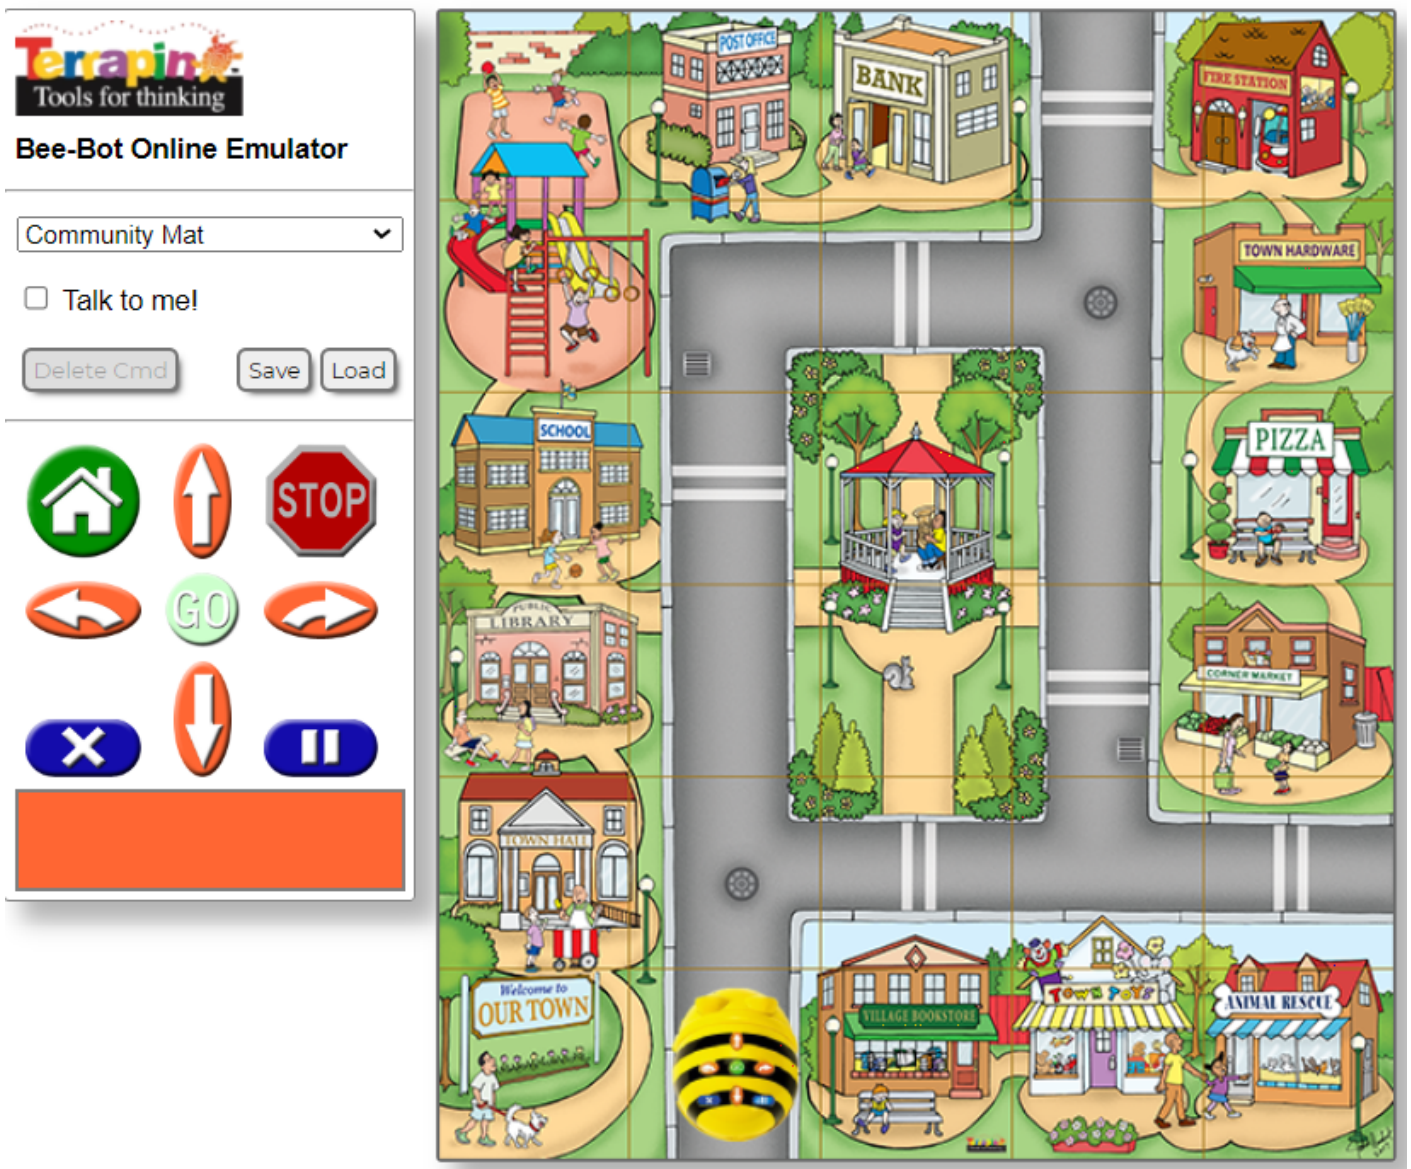 Terrapin
Tools for thinking
Bee-Bot Online Emulator
Community Mat
Talk to me!
Delete Cmd
Save
Load
STOP
GO
POST OFFICE
BANK
FIRE STATION
TOWN HARDWARE
SCHOOL
PIZZA
PUBLIC
LIBRARY
CORNER MARKET
TOWN HALL
Welcome to
OUR TOWN
VILLAGE BOOKSTORE
TOWN TOYS
ANIMAL RESCUE
GO
Terrapin